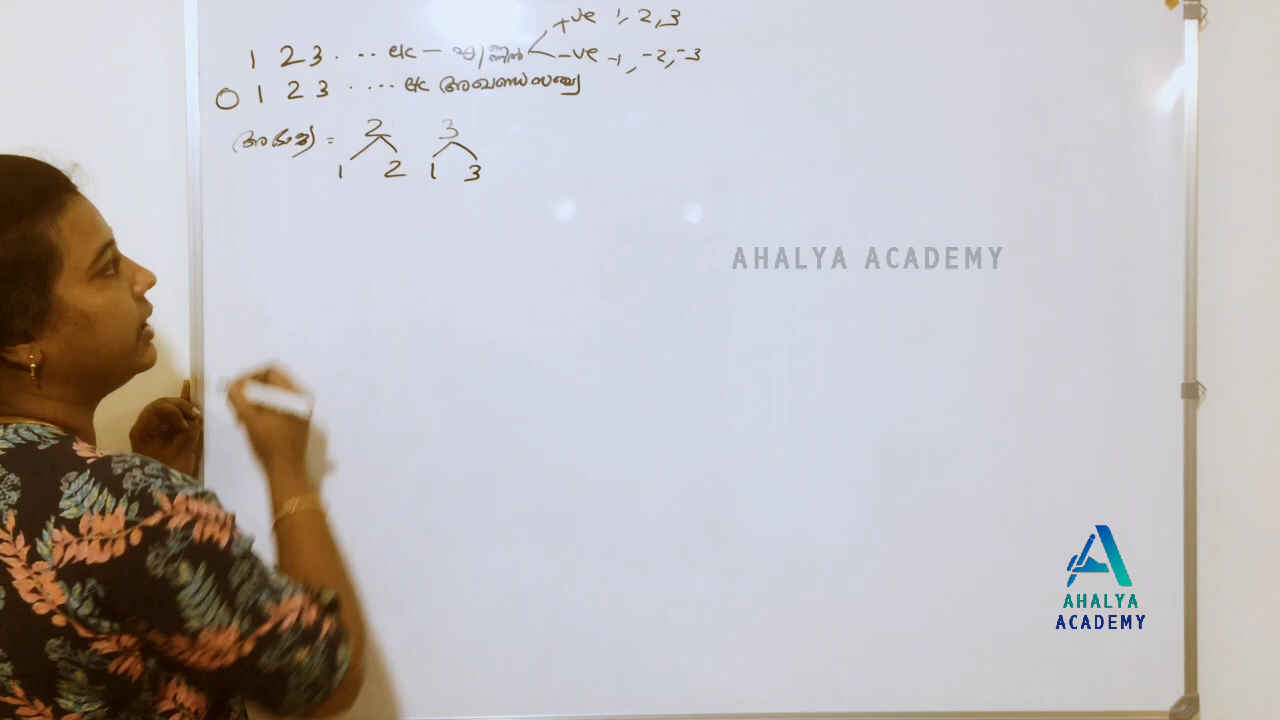 +ve 1, 2, 3
1 2 3 . ... etc — എണ്ണൽ -ve -1, -2, -3
0 1 2 3 ..... etc അഖണ്ഡസംഖ്യ
= 2 3
1 2 1 3
AHALYA ACADEMY
AHALYA
ACADEMY